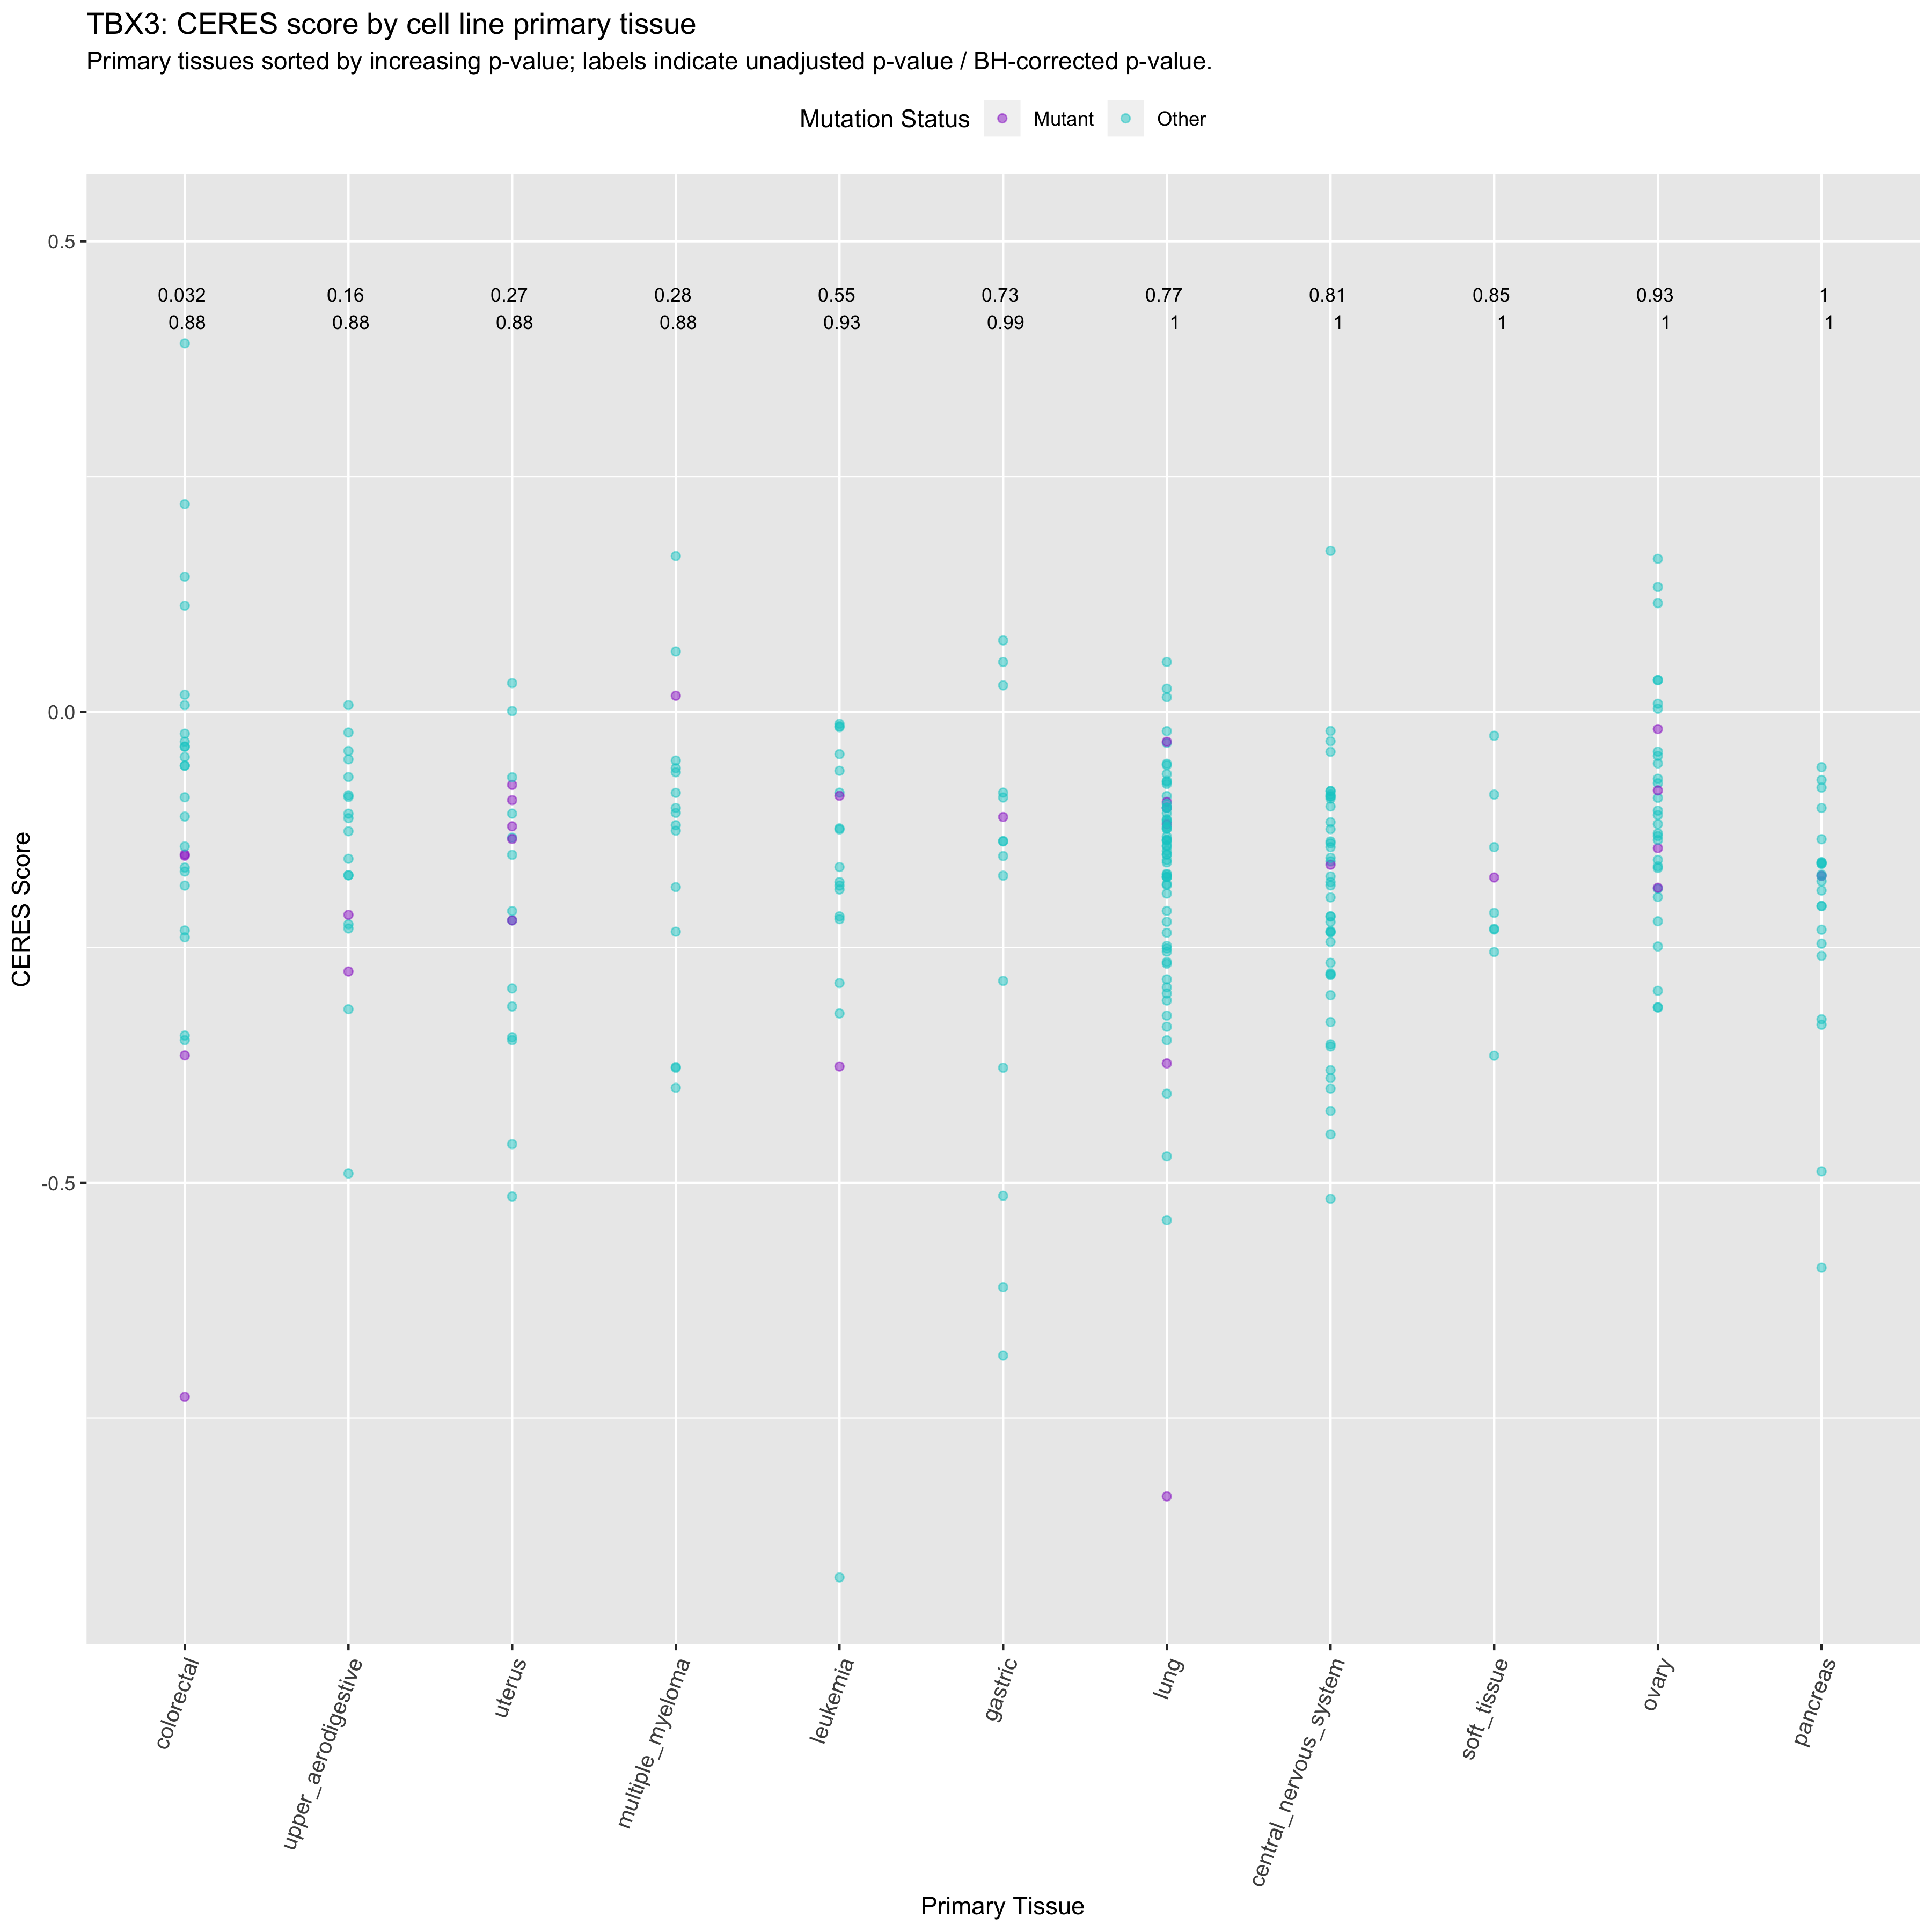 TBX3: CERES score by cell line primary tissue
Primary tissues sorted by increasing p-value; labels indicate unadjusted p-value / BH-corrected p-value.
Mutation Status Mutant Other
0.5
0.032 0.16 0.27 0.28 0.55 0.73 0.77 0.81 0.85 0.93 1
0.88 0.88 0.88 0.88 0.93 0.99 1 1 1 1 1
0.0
CERES Score
-0.5
colorectal
upper_aerodigestive
uterus
multiple_myeloma
leukemia
gastric
lung
central_nervous_system
soft_tissue
ovary
pancreas
Primary Tissue